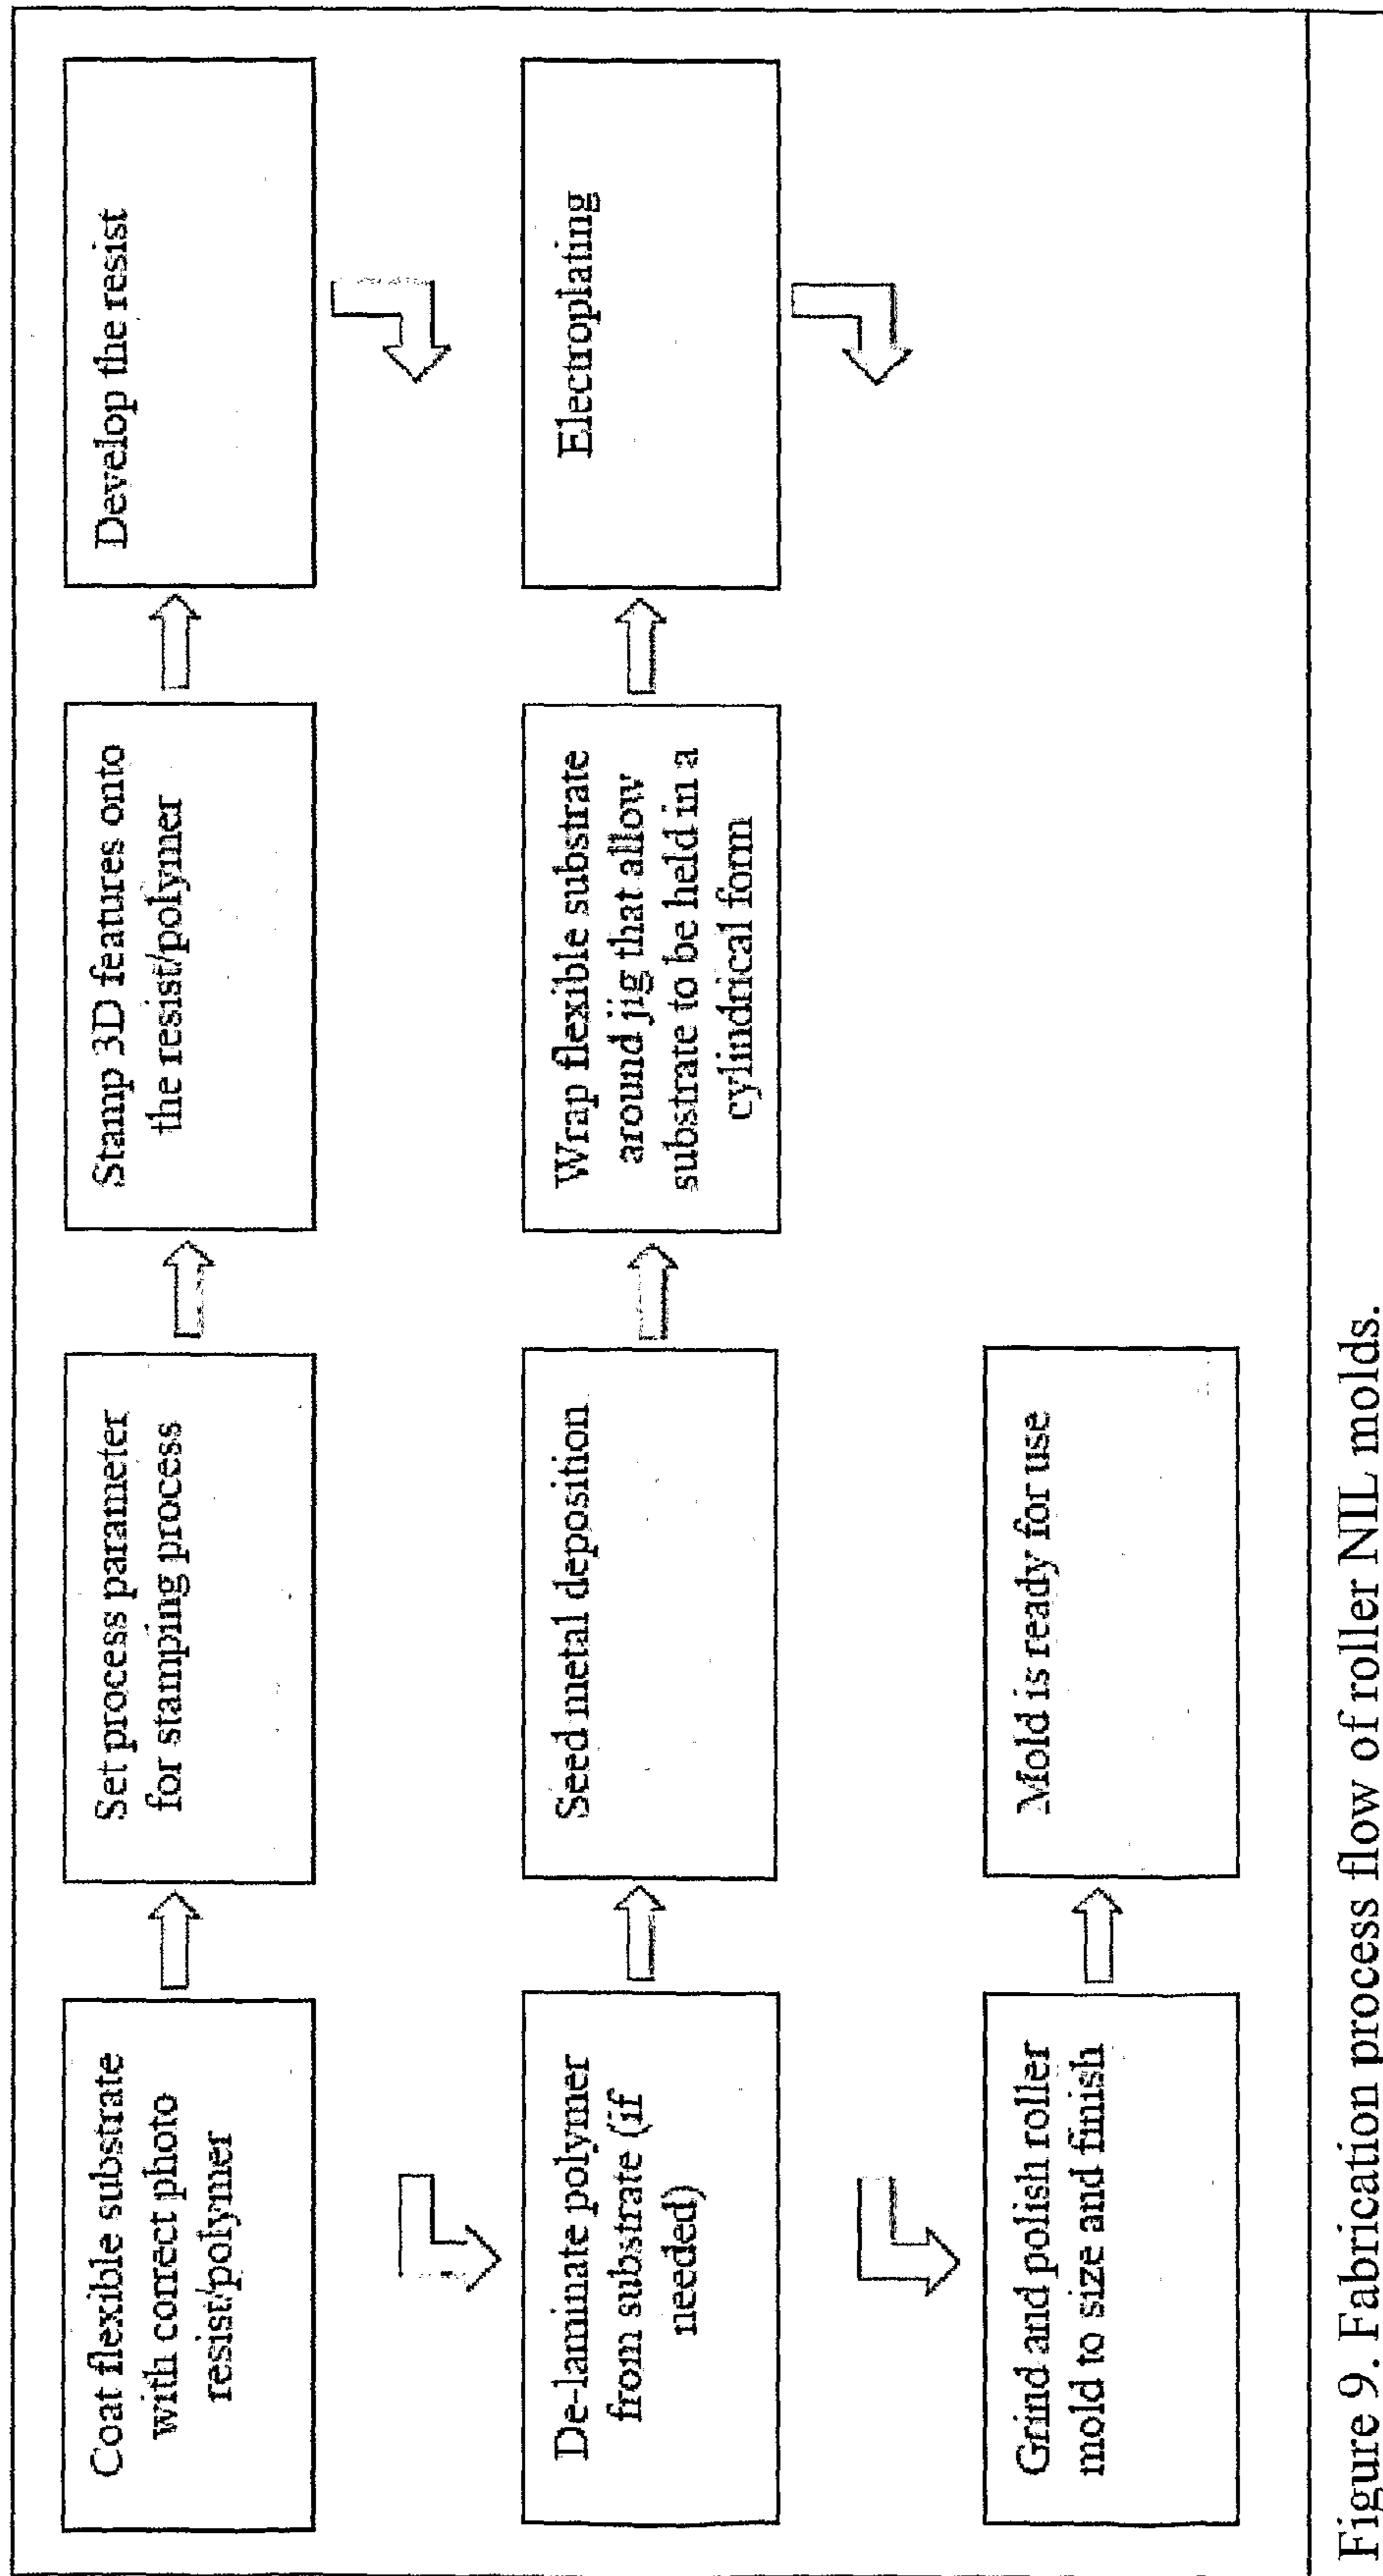 Coat flexible substrate
with correct photo
resist/polymer
Set process parameter
for stamping process
Stamp 3D features onto
the resist/polymer
Develop the resist
De-laminate polymer
from substrate (if
needed)
Seed metal deposition
Wrap flexible substrate
around jig that allow
substrate to be held in a
cylindrical form
Electroplating
Grind and polish roller
mold to size and finish
Mold is ready for use
Figure 9. Fabrication process flow of roller NIL molds.